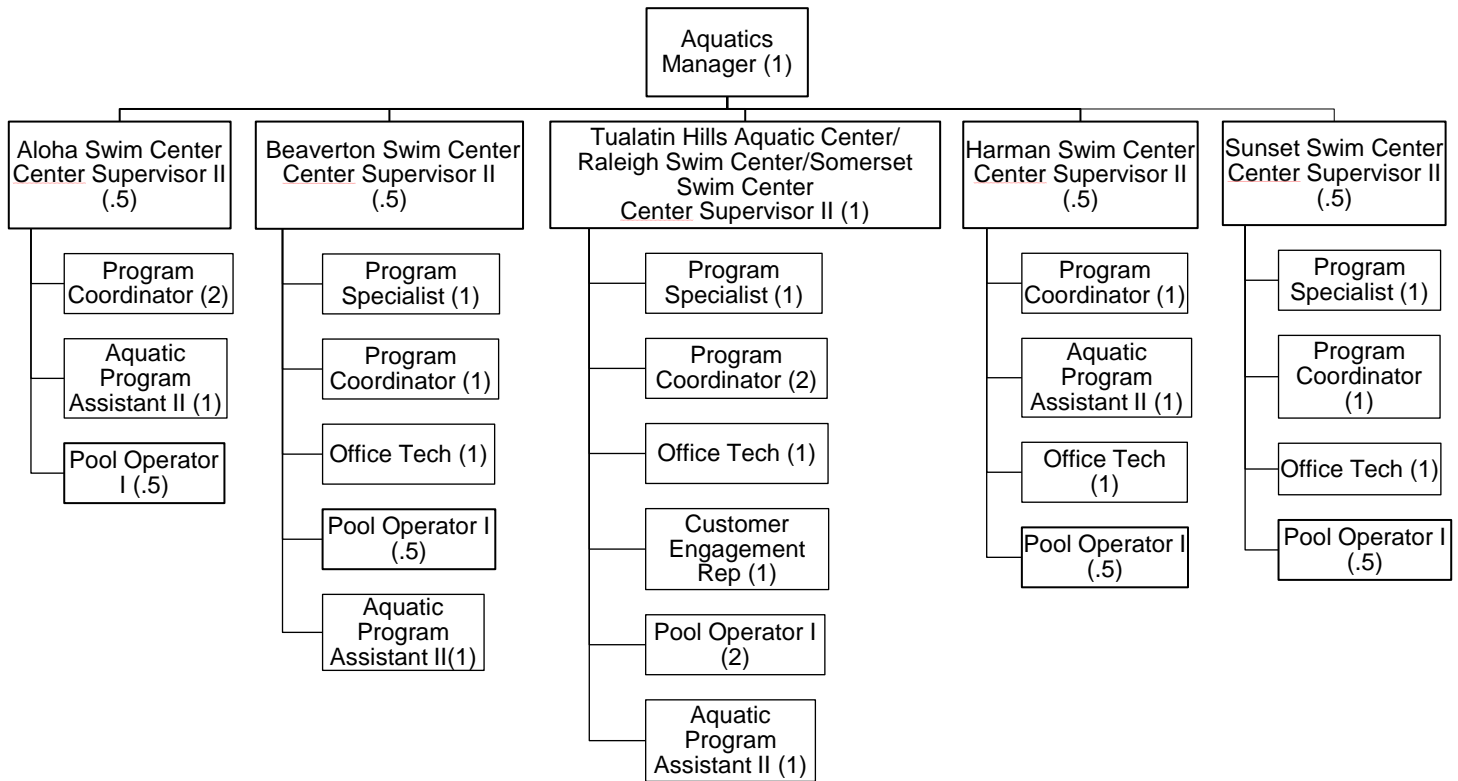 Aquatics
Manager (1)
Aloha Swim Center
Center Supervisor II
(.5)
Program
Coordinator (2)
Aquatic
Program
Assistant II (1)
Pool Operator
I (.5)
Beaverton Swim Center
Center Supervisor II
(.5)
Program
Specialist (1)
Program
Coordinator (1)
Office Tech (1)
Pool Operator I
(.5)
Aquatic
Program
Assistant II(1)
Tualatin Hills Aquatic Center/
Raleigh Swim Center/Somerset
Swim Center
Center Supervisor II (1)
Program
Specialist (1)
Program
Coordinator (2)
Office Tech (1)
Customer
Engagement
Rep (1)
Pool Operator I
(2)
Aquatic
Program
Assistant II (1)
Harman Swim Center
Center Supervisor II
(.5)
Program
Coordinator (1)
Aquatic
Program
Assistant II (1)
Office Tech
(1)
Pool Operator I
(.5)
Sunset Swim Center
Center Supervisor II
(.5)
Program
Specialist (1)
Program
Coordinator
(1)
Office Tech (1)
Pool Operator I
(.5)